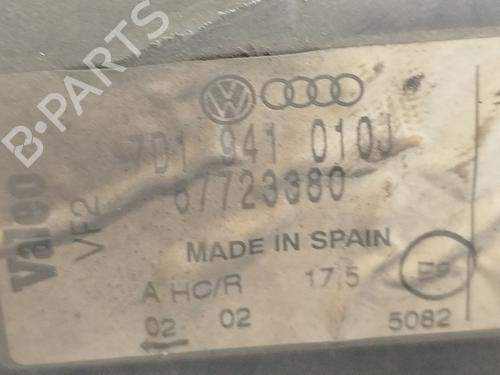 B-PARTS
7D1 941 010J
67723380
Valeo
VF2
MADE IN SPAIN
A HC/R 17,5 E9
02 02 5082